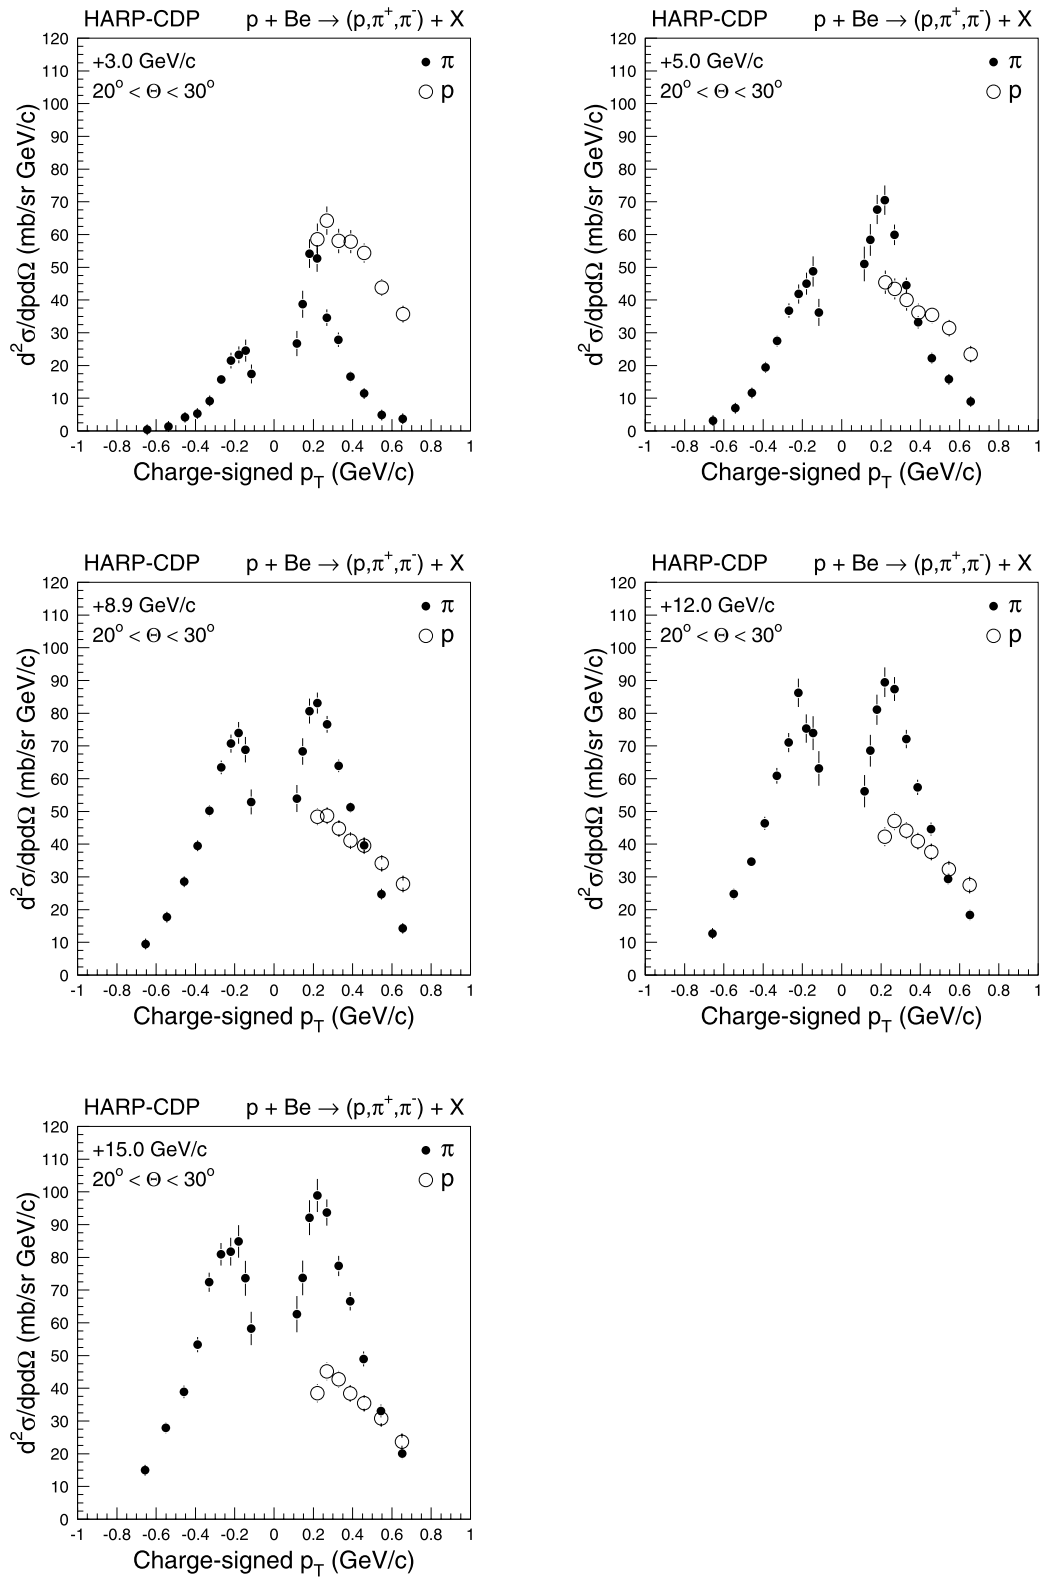 HARP-CDP p + Be → (p,π⁺,π⁻) + X
120
110
100
90
80
70
60
50
40
30
20
10
0
+3.0 GeV/c π
20° < Θ < 30° p
d²σ/dpdΩ (mb/sr GeV/c)
-1 -0.8 -0.6 -0.4 -0.2 0 0.2 0.4 0.6 0.8 1
Charge-signed p_T (GeV/c)
HARP-CDP p + Be → (p,π⁺,π⁻) + X
120
110
100
90
80
70
60
50
40
30
20
10
0
+5.0 GeV/c π
20° < Θ < 30° p
d²σ/dpdΩ (mb/sr GeV/c)
-1 -0.8 -0.6 -0.4 -0.2 0 0.2 0.4 0.6 0.8 1
Charge-signed p_T (GeV/c)
HARP-CDP p + Be → (p,π⁺,π⁻) + X
120
110
100
90
80
70
60
50
40
30
20
10
0
+8.9 GeV/c π
20° < Θ < 30° p
d²σ/dpdΩ (mb/sr GeV/c)
-1 -0.8 -0.6 -0.4 -0.2 0 0.2 0.4 0.6 0.8 1
Charge-signed p_T (GeV/c)
HARP-CDP p + Be → (p,π⁺,π⁻) + X
120
110
100
90
80
70
60
50
40
30
20
10
0
+12.0 GeV/c π
20° < Θ < 30° p
d²σ/dpdΩ (mb/sr GeV/c)
-1 -0.8 -0.6 -0.4 -0.2 0 0.2 0.4 0.6 0.8 1
Charge-signed p_T (GeV/c)
HARP-CDP p + Be → (p,π⁺,π⁻) + X
120
110
100
90
80
70
60
50
40
30
20
10
0
+15.0 GeV/c π
20° < Θ < 30° p
d²σ/dpdΩ (mb/sr GeV/c)
-1 -0.8 -0.6 -0.4 -0.2 0 0.2 0.4 0.6 0.8 1
Charge-signed p_T (GeV/c)